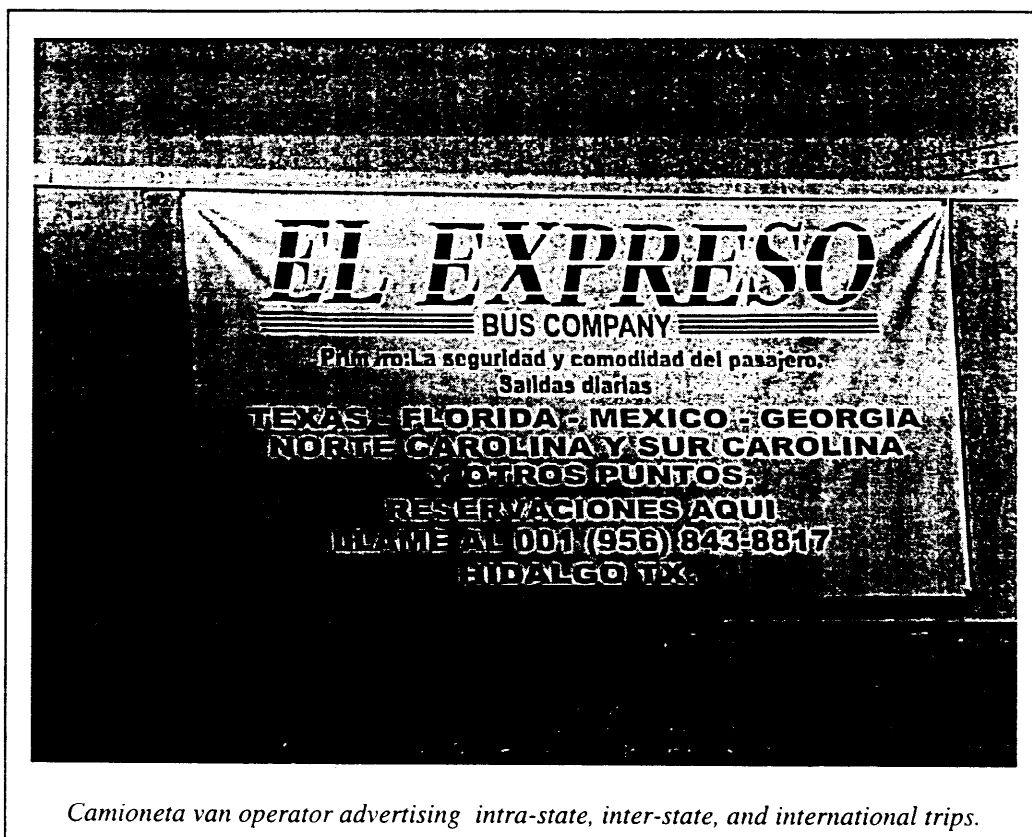 EL EXPRESO
BUS COMPANY
Primero: La seguridad y comodidad del pasajero.
Salidas diarias
TEXAS - FLORIDA - MEXICO - GEORGIA
NORTE CAROLINA Y SUR CAROLINA
Y OTROS PUNTOS.
RESERVACIONES AQUI
LLAME AL 001 (956) 843-8817
HIDALGO TX.
Camioneta van operator advertising intra-state, inter-state, and international trips.